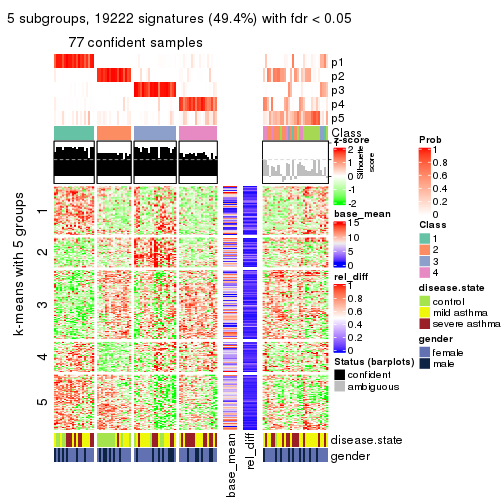 5 subgroups, 19222 signatures (49.4%) with fdr < 0.05
77 confident samples
p1
p2
p3
p4
p5
Class
k-means with 5 groups
1
2
3
4
5
base_mean
rel_diff
disease.state
gender
z-score
2
1
0
-1
-2
Silhouette
score
base_mean
15
10
5
0
rel_diff
1
0.8
0.6
0.4
0.2
0
Status (barplots)
confident
ambiguous
Prob
1
0.8
0.6
0.4
0.2
0
Class
1
2
3
4
disease.state
control
mild asthma
severe asthma
gender
female
male